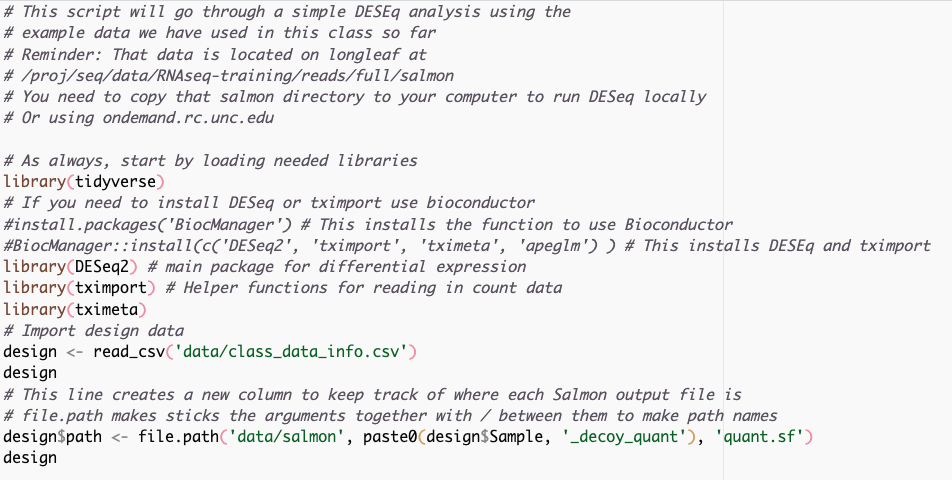 # This script will go through a simple DESEq analysis using the
# example data we have used in this class so far
# Reminder: That data is located on longleaf at
# /proj/seq/data/RNAseq-training/reads/full/salmon
# You need to copy that salmon directory to your computer to run DESeq locally
# Or using ondemand.rc.unc.edu
# As always, start by loading needed libraries
library(tidyverse)
# If you need to install DESeq or tximport use bioconductor
#install.packages('BiocManager') # This installs the function to use Bioconductor
#BiocManager::install(c('DESeq2', 'tximport', 'tximeta', 'apeglm') ) # This installs DESEq and tximport
library(DESeq2) # main package for differential expression
library(tximport) # Helper functions for reading in count data
library(tximeta)
# Import design data
design <- read_csv('data/class_data_info.csv')
design
# This line creates a new column to keep track of where each Salmon output file is
# file.path makes sticks the arguments together with / between them to make path names
design$path <- file.path('data/salmon', paste0(design$Sample, '_decoy_quant'), 'quant.sf')
design